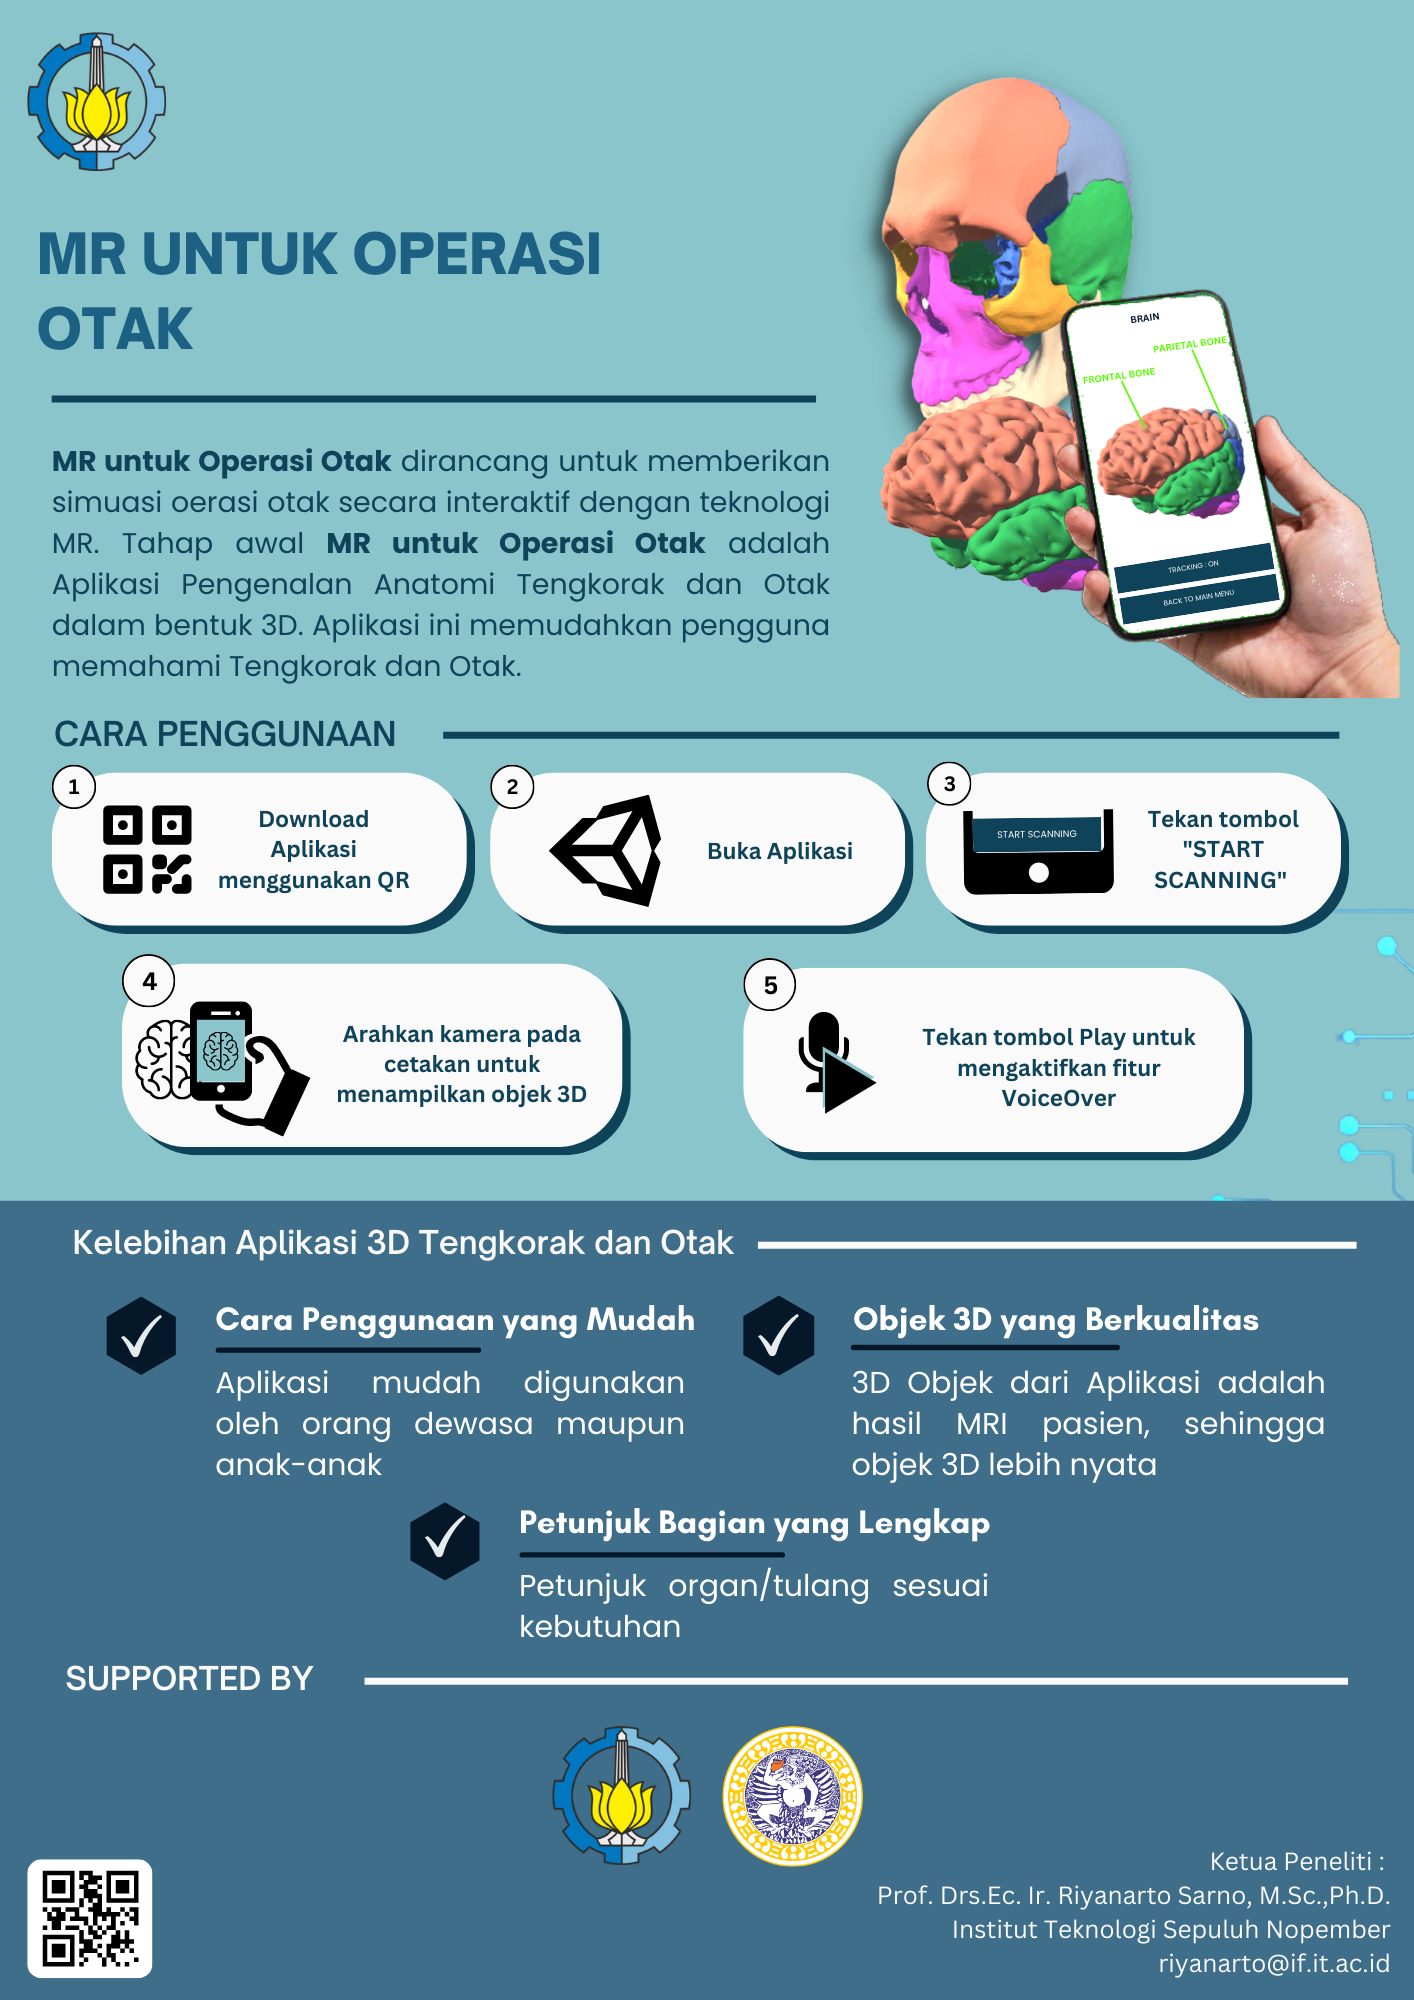 MR UNTUK OPERASI
OTAK
BRAIN
PARIETAL BONE
FRONTAL BONE
TRACKING : ON
BACK TO MAIN MENU
MR untuk Operasi Otak dirancang untuk memberikan
simuasi oerasi otak secara interaktif dengan teknologi
MR. Tahap awal MR untuk Operasi Otak adalah
Aplikasi Pengenalan Anatomi Tengkorak dan Otak
dalam bentuk 3D. Aplikasi ini memudahkan pengguna
memahami Tengkorak dan Otak.
CARA PENGGUNAAN
1
Download
Aplikasi
menggunakan QR
2
Buka Aplikasi
3
START SCANNING
Tekan tombol
"START
SCANNING"
4
Arahkan kamera pada
cetakan untuk
menampilkan objek 3D
5
Tekan tombol Play untuk
mengaktifkan fitur
VoiceOver
Kelebihan Aplikasi 3D Tengkorak dan Otak
Cara Penggunaan yang Mudah
Aplikasi mudah digunakan
oleh orang dewasa maupun
anak-anak
Objek 3D yang Berkualitas
3D Objek dari Aplikasi adalah
hasil MRI pasien, sehingga
objek 3D lebih nyata
Petunjuk Bagian yang Lengkap
Petunjuk organ/tulang sesuai
kebutuhan
SUPPORTED BY
Ketua Peneliti :
Prof. Drs.Ec. Ir. Riyanarto Sarno, M.Sc.,Ph.D.
Institut Teknologi Sepuluh Nopember
riyanarto@if.it.ac.id